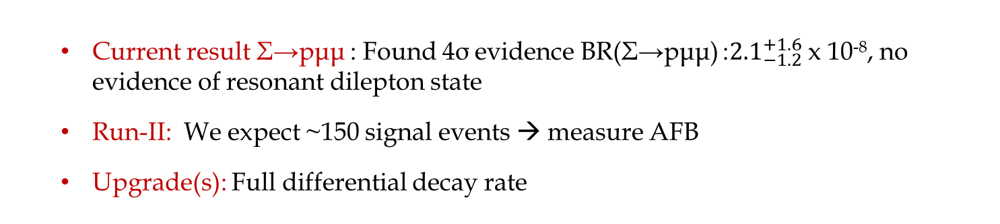 • Current result Σ→pμμ : Found 4σ evidence BR(Σ→pμμ) :2.1^{+1.6}_{−1.2} x 10^{-8}, no
evidence of resonant dilepton state
• Run-II: We expect ~150 signal events → measure AFB
• Upgrade(s): Full differential decay rate